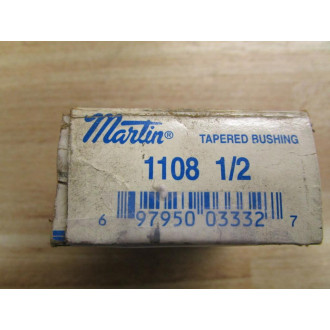 Martin® TAPERED BUSHING
1108 1/2
6 97950 03332 7